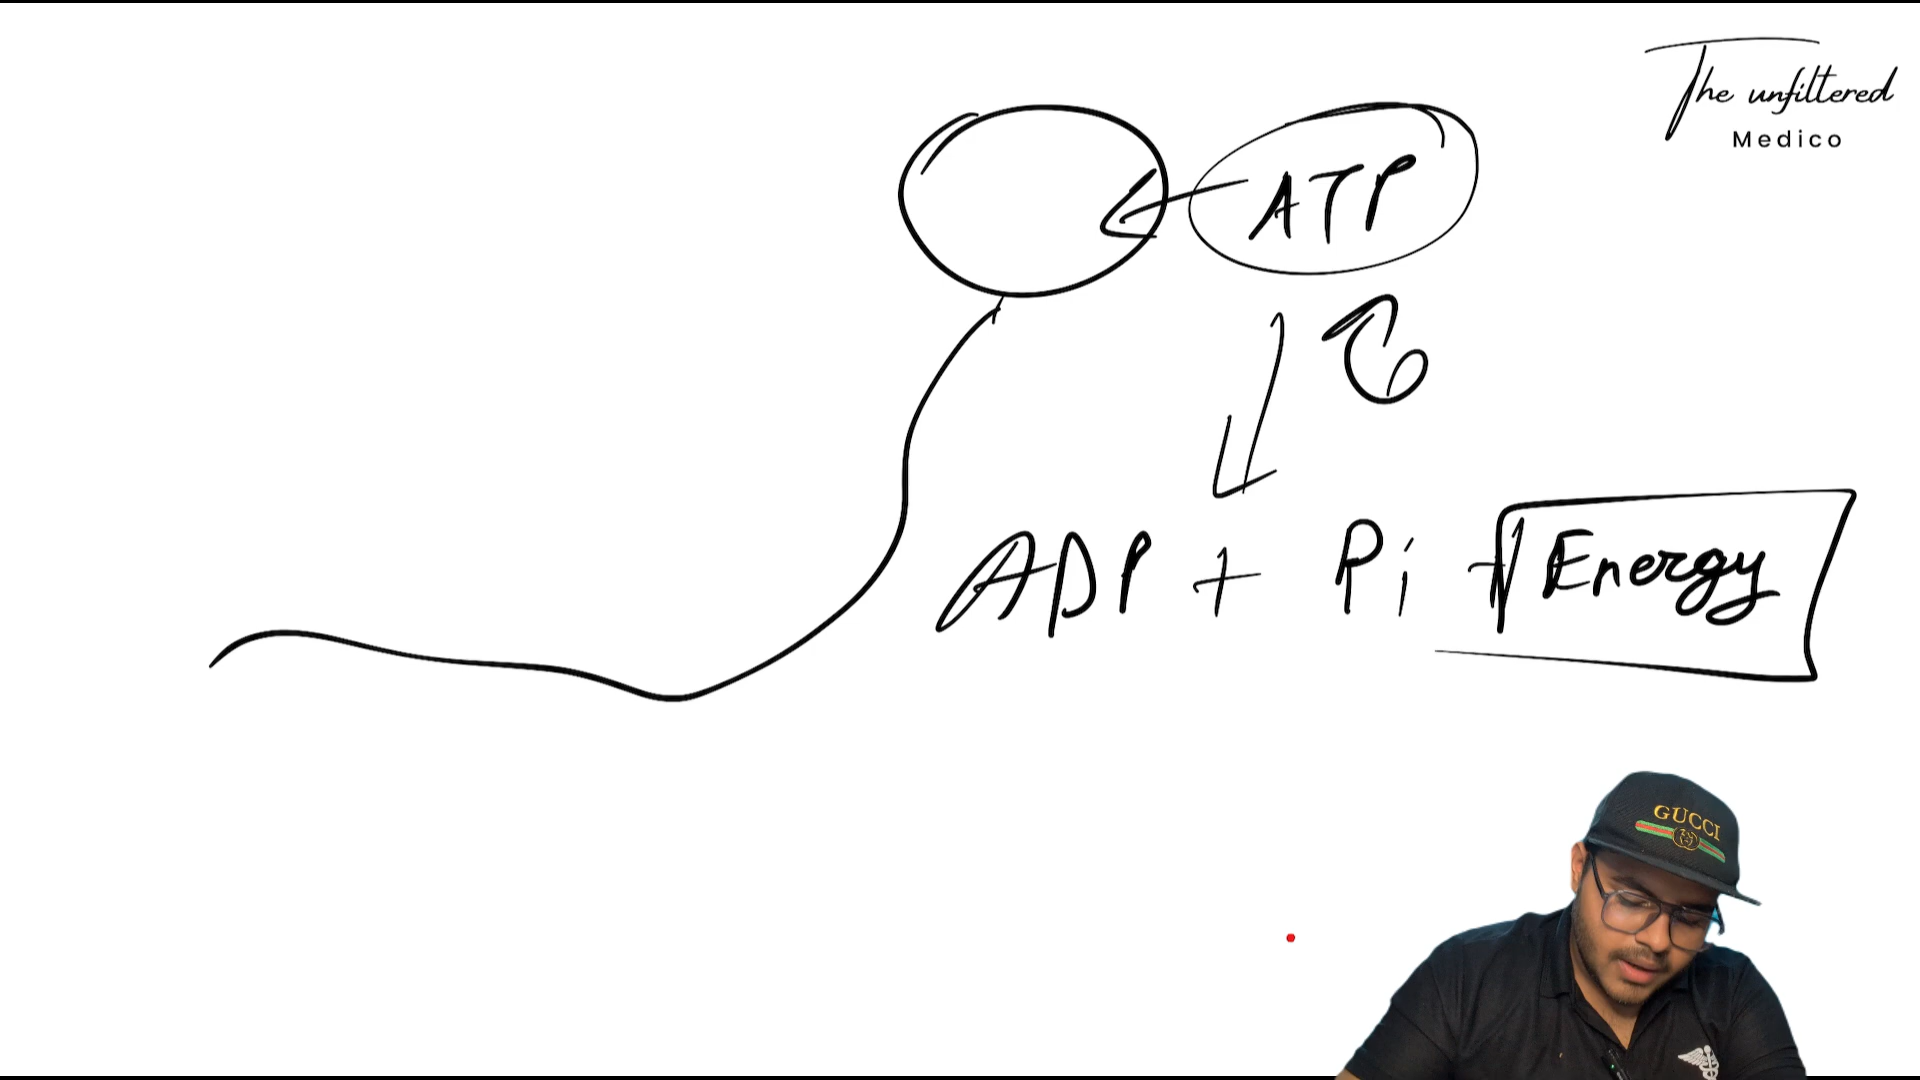 The unfiltered
Medico
ATP
ADP + Pi + Energy
GUCCI